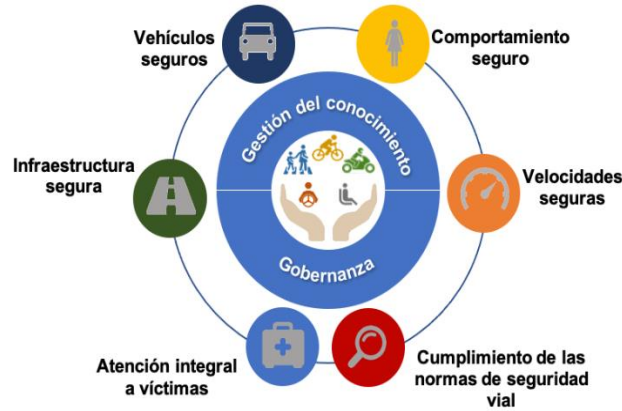 Vehículos
seguros
Comportamiento
seguro
Gestión del conocimiento
Infraestructura
segura
Velocidades
seguras
Gobernanza
Atención integral
a víctimas
Cumplimiento de las
normas de seguridad
vial